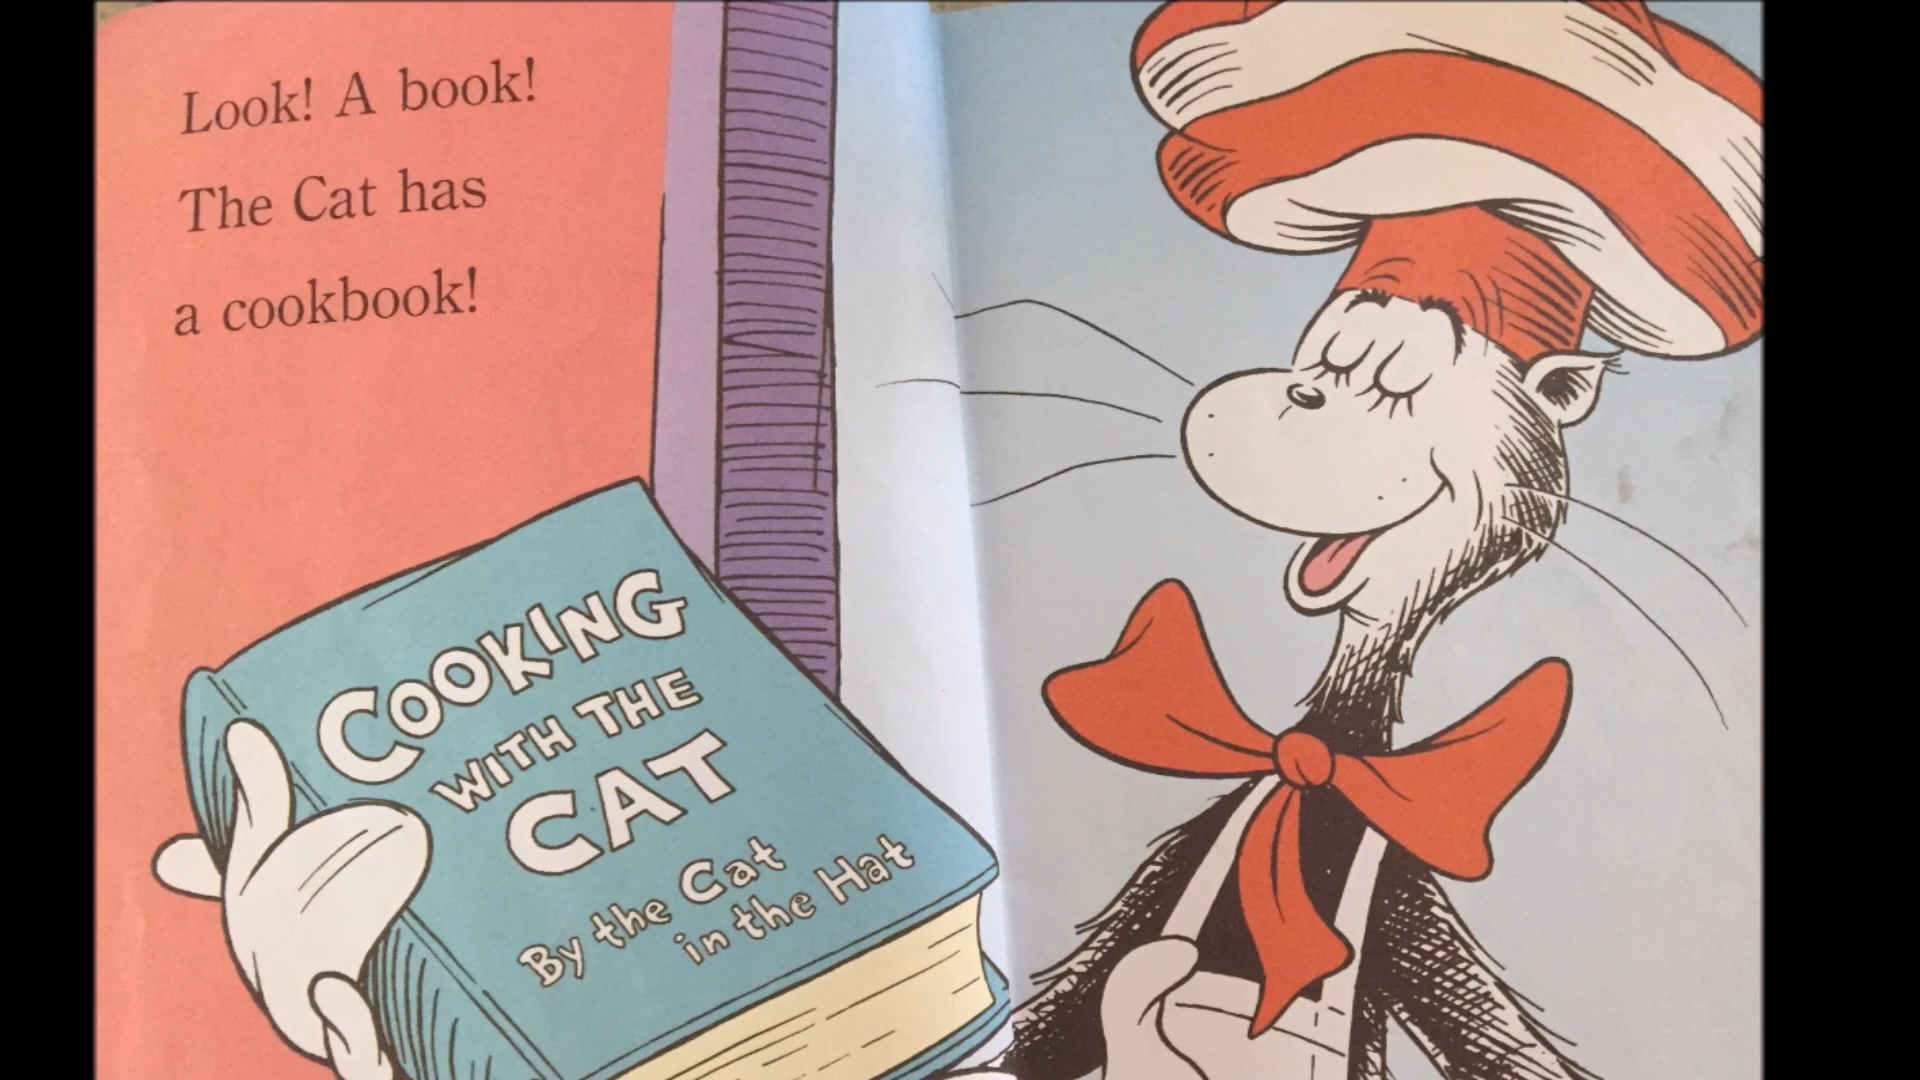 Look! A book!
The Cat has
a cookbook!
COOKING
WITH THE
CAT
By the Cat
in the Hat